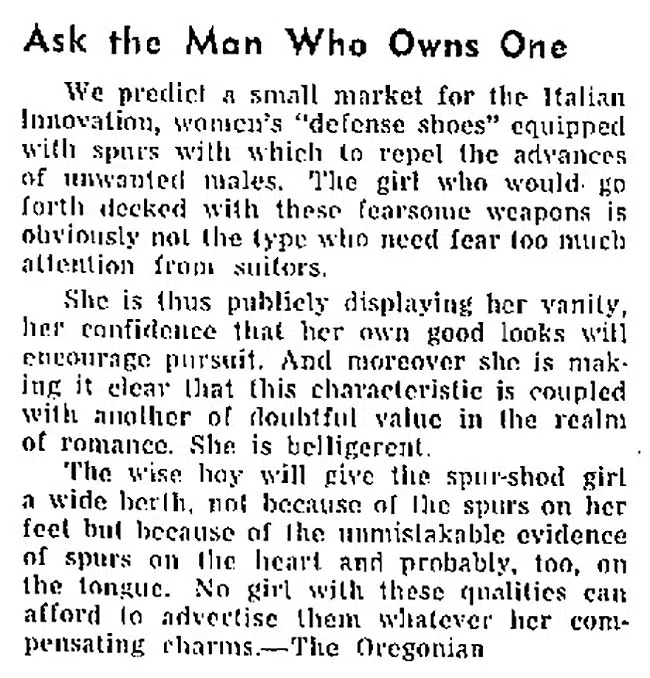 Ask the Man Who Owns One
We predict a small market for the Italian
Innovation, women's "defense shoes" equipped
with spurs with which to repel the advances
of unwanted males. The girl who would go
forth decked with these fearsome weapons is
obviously not the type who need fear too much
attention from suitors.
She is thus publicly displaying her vanity,
her confidence that her own good looks will
encourage pursuit. And moreover she is mak-
ing it clear that this characteristic is coupled
with another of doubtful value in the realm
of romance. She is belligerent.
The wise boy will give the spur-shod girl
a wide berth, not because of the spurs on her
feet but because of the unmistakable evidence
of spurs on the heart and probably, too, on
the tongue. No girl with these qualities can
afford to advertise them whatever her com-
pensating charms.—The Oregonian